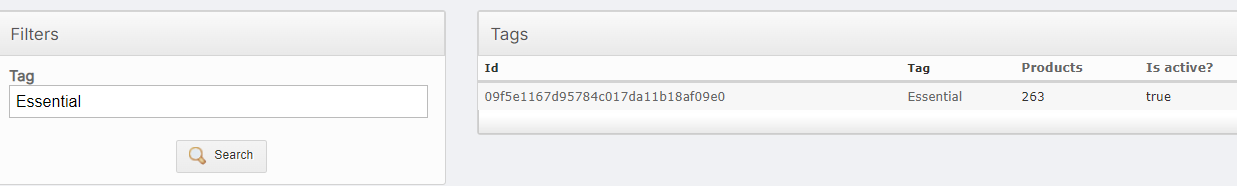 Filters
Tag
Essential
Search
Tags
Id Tag Products Is active?
09f5e1167d95784c017da11b18af09e0 Essential 263 true